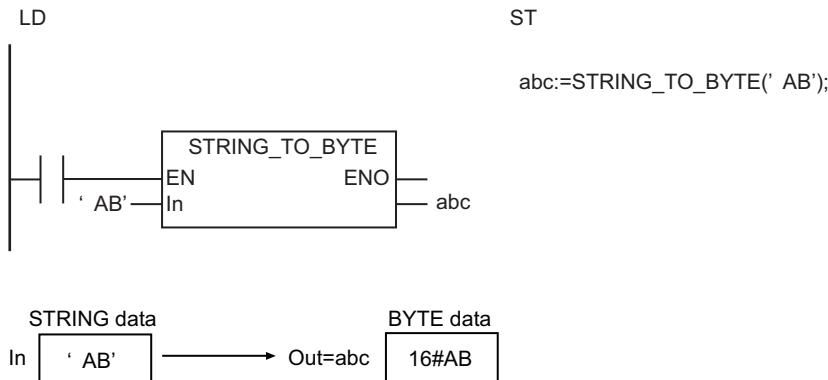 LD
ST
abc:=STRING_TO_BYTE(’ AB’);
STRING_TO_BYTE
EN ENO
‘ AB’ In abc
STRING data BYTE data
In ‘ AB’ Out=abc 16#AB